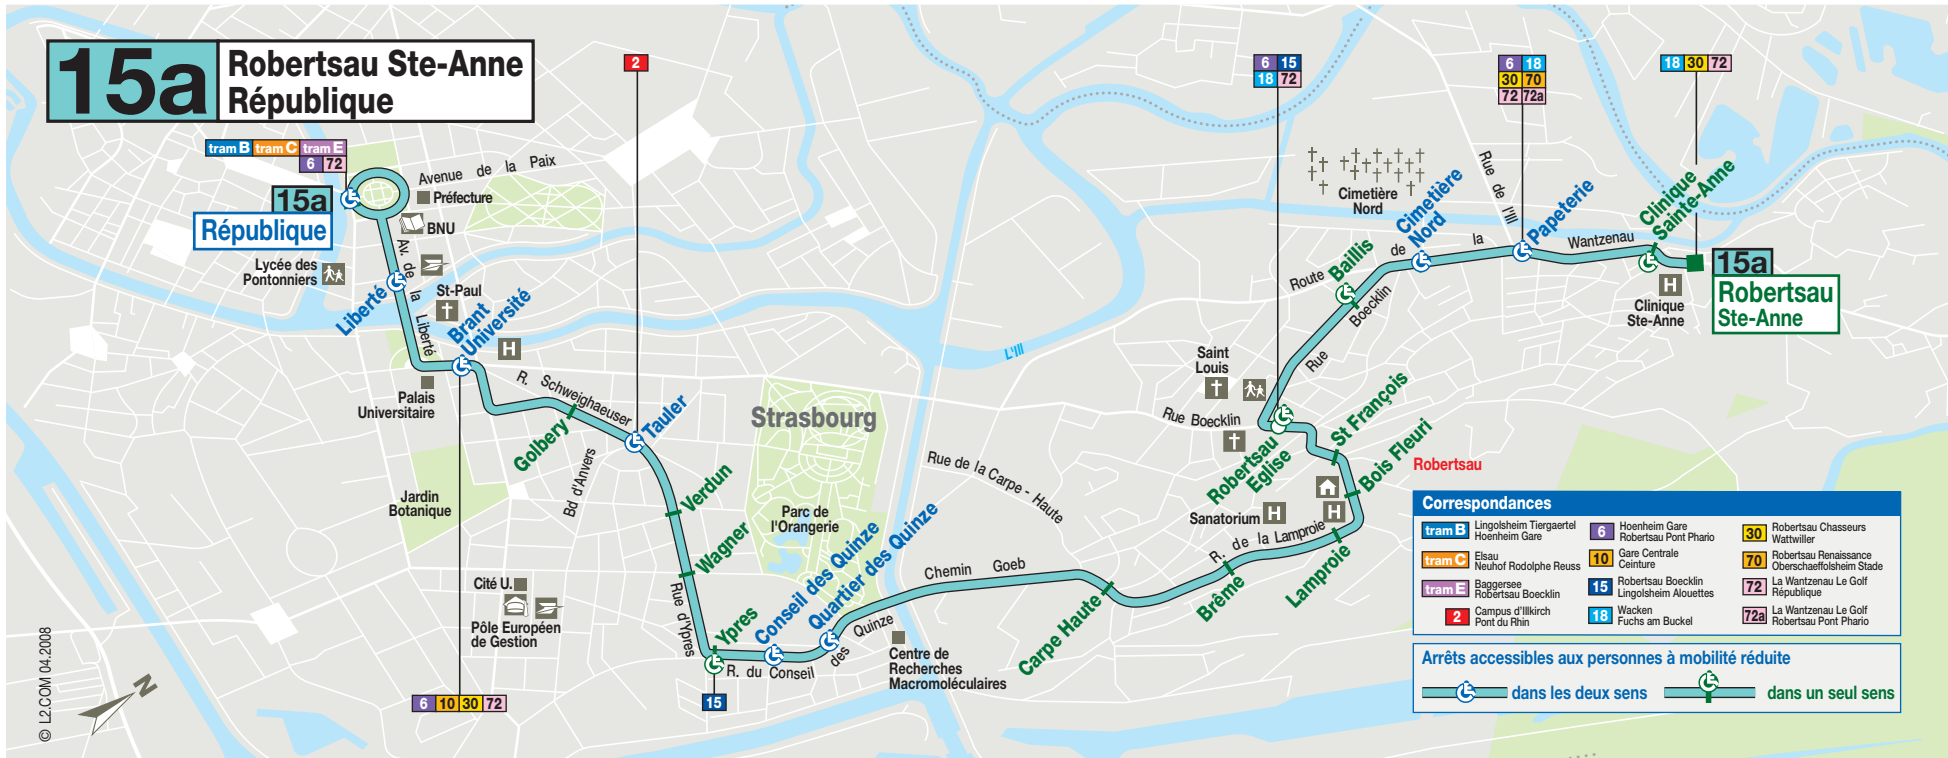 15a
Robertsau Ste-Anne
République
2
6 15
18 72
6 18
30 70
72 72a
18 30 72
tram B tram C tram E
6 72
15a
République
Avenue de la Paix
Préfecture
BNU
Lycée des
Pontonniers
Av. de la Liberté
Liberté
St-Paul
Brant
Université
H
Palais
Universitaire
R. Schweighaeuser
Golbery
Tauler
Bd d'Anvers
Jardin
Botanique
Verdun
Wagner
Rue d'Ypres
Ypres
Cité U.
Pôle Européen
de Gestion
6 10 30 72
15
Strasbourg
Parc de
l'Orangerie
Conseil des Quinze
Quartier des Quinze
R. du Conseil des Quinze
Centre de
Recherches
Macromoléculaires
Chemin Goeb
Rue de la Carpe - Haute
Carpe Haute
Brême
R. de la Lamproie
Lamproie
Sanatorium H
H
Bois Fleuri
St François
Robertsau
Eglise
Rue Boecklin
Saint
Louis
L'Ill
Rue Boecklin
Baillis
Route de la Wantzenau
Cimetière
Nord
Cimetière
Nord
Rue de l'Ill
Papeterie
Clinique
Sainte-Anne
H
Clinique
Ste-Anne
15a
Robertsau
Ste-Anne
Robertsau
Correspondances
tram B Lingolsheim Tiergaertel
Hoenheim Gare
tram C Elsau
Neuhof Rodolphe Reuss
tram E Baggersee
Robertsau Boecklin
2 Campus d'Illkirch
Pont du Rhin
6 Hoenheim Gare
Robertsau Pont Phario
10 Gare Centrale
Ceinture
15 Robertsau Boecklin
Lingolsheim Alouettes
18 Wacken
Fuchs am Buckel
30 Robertsau Chasseurs
Wattwiller
70 Robertsau Renaissance
Oberschaeffolsheim Stade
72 La Wantzenau Le Golf
République
72a La Wantzenau Le Golf
Robertsau Pont Phario
Arrêts accessibles aux personnes à mobilité réduite
dans les deux sens
dans un seul sens
N
© L2.COM 04.2008